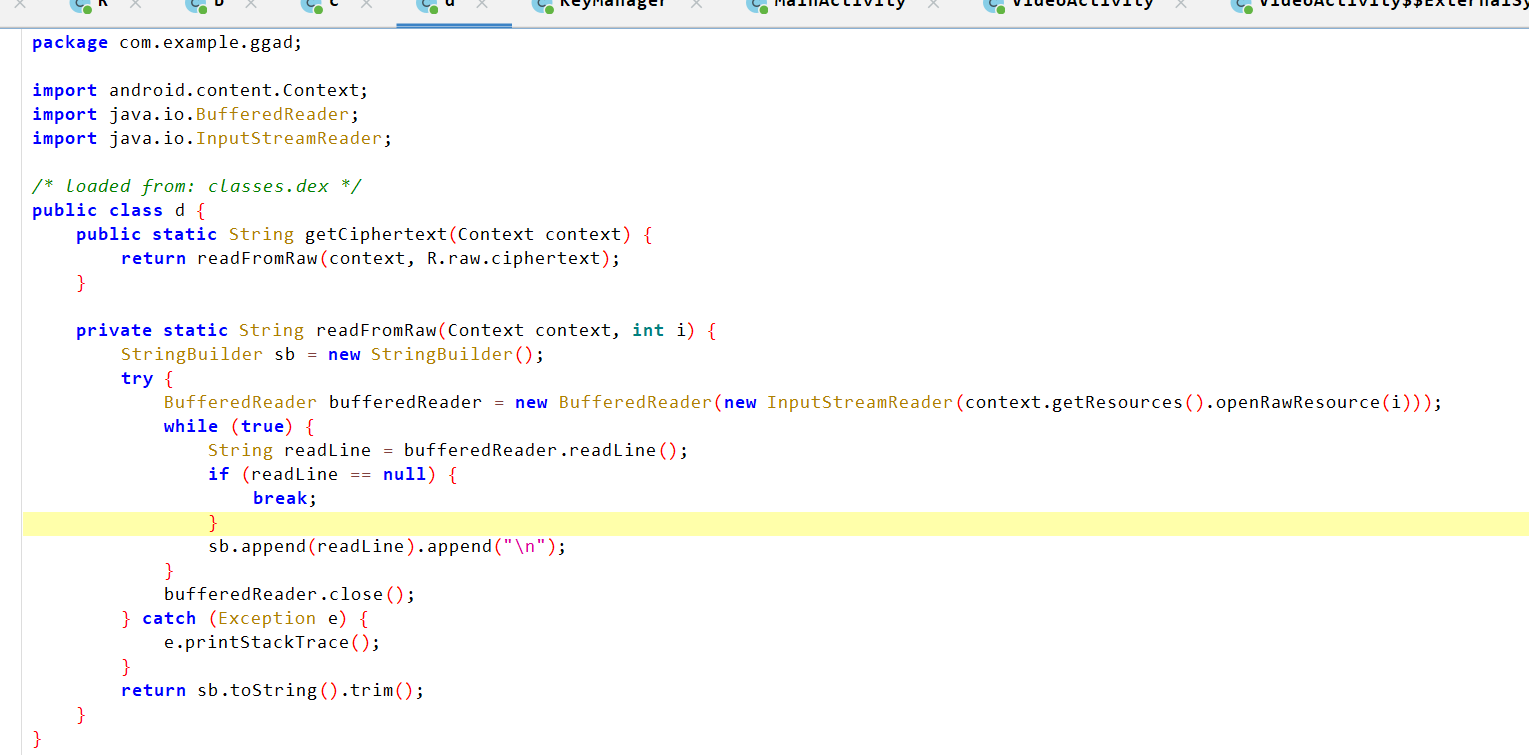 R b c d KeyManager MainActivity VideoActivity
package com.example.ggad;
import android.content.Context;
import java.io.BufferedReader;
import java.io.InputStreamReader;
/* loaded from: classes.dex */
public class d {
public static String getCiphertext(Context context) {
return readFromRaw(context, R.raw.ciphertext);
}
private static String readFromRaw(Context context, int i) {
StringBuilder sb = new StringBuilder();
try {
BufferedReader bufferedReader = new BufferedReader(new InputStreamReader(context.getResources().openRawResource(i)));
while (true) {
String readLine = bufferedReader.readLine();
if (readLine == null) {
break;
}
sb.append(readLine).append("\n");
}
bufferedReader.close();
} catch (Exception e) {
e.printStackTrace();
}
return sb.toString().trim();
}
}